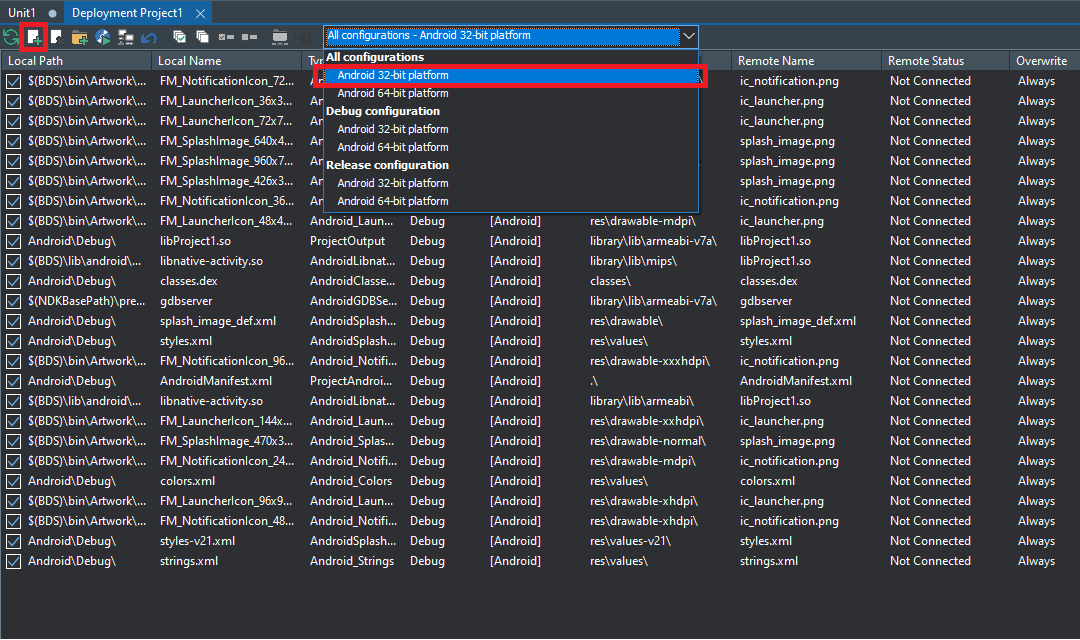 Unit1
Deployment Project1
All configurations - Android 32-bit platform
All configurations
Android 32-bit platform
Android 64-bit platform
Debug configuration
Android 32-bit platform
Android 64-bit platform
Release configuration
Android 32-bit platform
Android 64-bit platform
Local Path Local Name Remote Name Remote Status Overwrite
$(BDS)\bin\Artwork\... FM_NotificationIcon_72... ic_notification.png Not Connected Always
$(BDS)\bin\Artwork\... FM_LauncherIcon_36x3... ic_launcher.png Not Connected Always
$(BDS)\bin\Artwork\... FM_LauncherIcon_72x7... ic_launcher.png Not Connected Always
$(BDS)\bin\Artwork\... FM_SplashImage_640x4... splash_image.png Not Connected Always
$(BDS)\bin\Artwork\... FM_SplashImage_960x7... splash_image.png Not Connected Always
$(BDS)\bin\Artwork\... FM_SplashImage_426x3... splash_image.png Not Connected Always
$(BDS)\bin\Artwork\... FM_NotificationIcon_36... ic_notification.png Not Connected Always
$(BDS)\bin\Artwork\... FM_LauncherIcon_48x4... Android_Laun... Debug [Android] res\drawable-mdpi\ ic_launcher.png Not Connected Always
Android\Debug\ libProject1.so ProjectOutput Debug [Android] library\lib\armeabi-v7a\ libProject1.so Not Connected Always
$(BDS)\lib\android\... libnative-activity.so AndroidLibnat... Debug [Android] library\lib\mips\ libProject1.so Not Connected Always
Android\Debug\ classes.dex AndroidClasse... Debug [Android] classes\ classes.dex Not Connected Always
$(NDKBasePath)\pre... gdbserver AndroidGDBSe... Debug [Android] library\lib\armeabi-v7a\ gdbserver Not Connected Always
Android\Debug\ splash_image_def.xml AndroidSplash... Debug [Android] res\drawable\ splash_image_def.xml Not Connected Always
Android\Debug\ styles.xml AndroidSplash... Debug [Android] res\values\ styles.xml Not Connected Always
$(BDS)\bin\Artwork\... FM_NotificationIcon_96... Android_Notifi... Debug [Android] res\drawable-xxxhdpi\ ic_notification.png Not Connected Always
Android\Debug\ AndroidManifest.xml ProjectAndroi... Debug [Android] .\ AndroidManifest.xml Not Connected Always
$(BDS)\lib\android\... libnative-activity.so AndroidLibnat... Debug [Android] library\lib\armeabi\ libProject1.so Not Connected Always
$(BDS)\bin\Artwork\... FM_LauncherIcon_144x... Android_Laun... Debug [Android] res\drawable-xxhdpi\ ic_launcher.png Not Connected Always
$(BDS)\bin\Artwork\... FM_SplashImage_470x3... Android_Splas... Debug [Android] res\drawable-normal\ splash_image.png Not Connected Always
$(BDS)\bin\Artwork\... FM_NotificationIcon_24... Android_Notifi... Debug [Android] res\drawable-mdpi\ ic_notification.png Not Connected Always
Android\Debug\ colors.xml Android_Colors Debug [Android] res\values\ colors.xml Not Connected Always
$(BDS)\bin\Artwork\... FM_LauncherIcon_96x9... Android_Laun... Debug [Android] res\drawable-xhdpi\ ic_launcher.png Not Connected Always
$(BDS)\bin\Artwork\... FM_NotificationIcon_48... Android_Notifi... Debug [Android] res\drawable-xhdpi\ ic_notification.png Not Connected Always
Android\Debug\ styles-v21.xml AndroidSplash... Debug [Android] res\values-v21\ styles.xml Not Connected Always
Android\Debug\ strings.xml Android_Strings Debug [Android] res\values\ strings.xml Not Connected Always